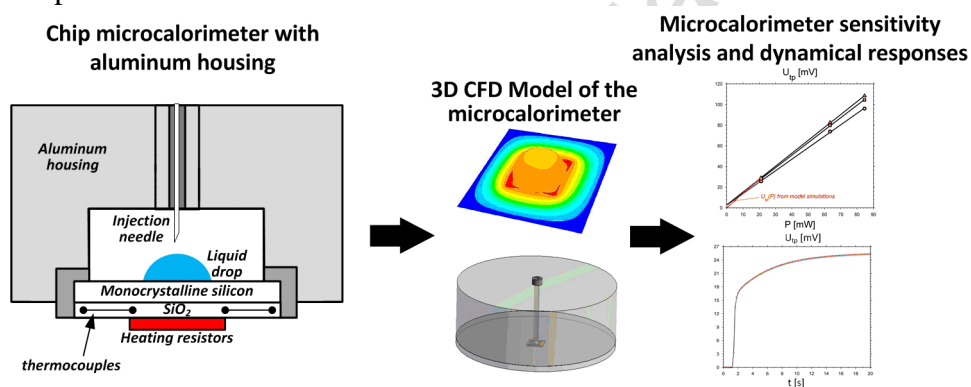 Chip microcalorimeter with
aluminum housing
Aluminum
housing
Injection
needle
Liquid
drop
Monocrystalline silicon
SiO2
Heating resistors
thermocouples
3D CFD Model of the
microcalorimeter
Microcalorimeter sensitivity
analysis and dynamical responses
Utp [mV]
120
100
80
60
40
20
0
0 10 20 30 40 50 60 70 80 90
Utp(P) from model simulations
P [mW]
Utp [mV]
27
24
21
18
15
12
9
6
3
0
0 2 4 6 8 10 12 14 16 18 20
t [s]